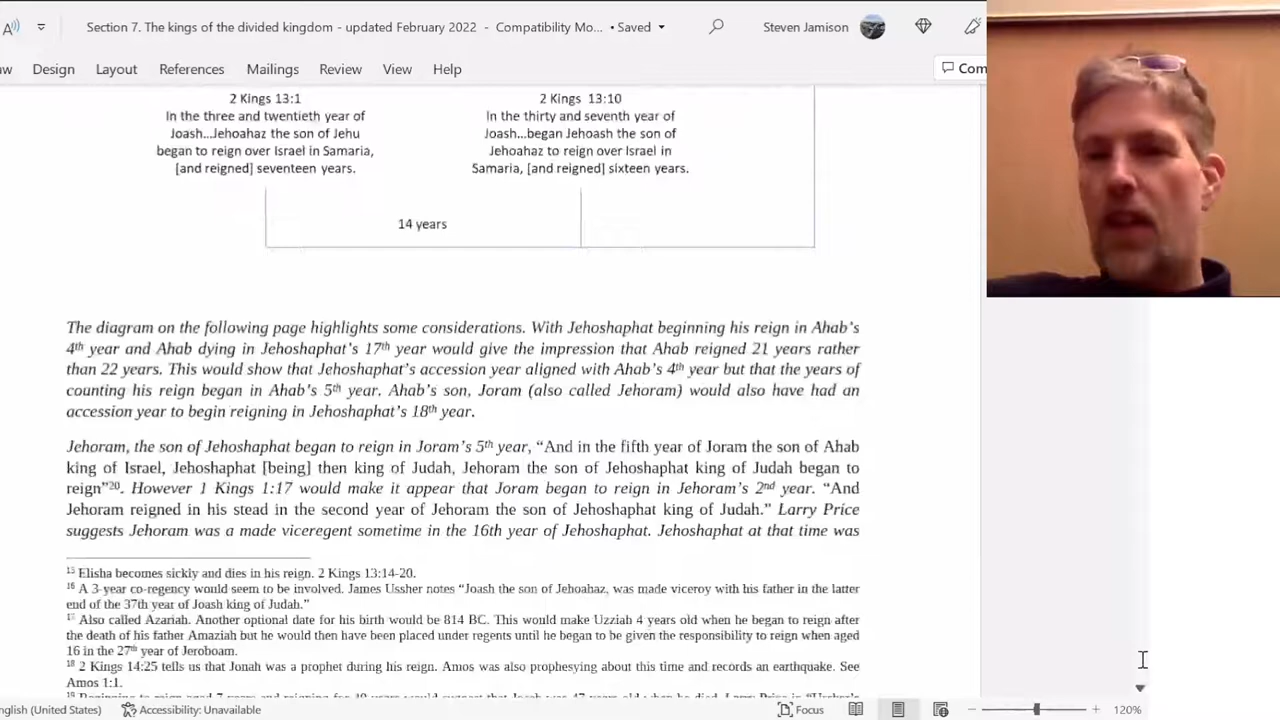 Section 7. The kings of the divided kingdom - updated February 2022 - Compatibility Mo... • Saved
Steven Jamison
Design Layout References Mailings Review View Help
Com
2 Kings 13:1
In the three and twentieth year of
Joash...Jehoahaz the son of Jehu
began to reign over Israel in Samaria,
[and reigned] seventeen years.
2 Kings 13:10
In the thirty and seventh year of
Joash...began Jehoash the son of
Jehoahaz to reign over Israel in
Samaria, [and reigned] sixteen years.
14 years
The diagram on the following page highlights some considerations. With Jehoshaphat beginning his reign in Ahab's
4th year and Ahab dying in Jehoshaphat's 17th year would give the impression that Ahab reigned 21 years rather
than 22 years. This would show that Jehoshaphat's accession year aligned with Ahab's 4th year but that the years of
counting his reign began in Ahab's 5th year. Ahab's son, Joram (also called Jehoram) would also have had an
accession year to begin reigning in Jehoshaphat's 18th year.
Jehoram, the son of Jehoshaphat began to reign in Joram's 5th year, "And in the fifth year of Joram the son of Ahab
king of Israel, Jehoshaphat [being] then king of Judah, Jehoram the son of Jehoshaphat king of Judah began to
reign"20. However 1 Kings 1:17 would make it appear that Joram began to reign in Jehoram's 2nd year. "And
Jehoram reigned in his stead in the second year of Jehoram the son of Jehoshaphat king of Judah." Larry Price
suggests Jehoram was a made viceregent sometime in the 16th year of Jehoshaphat. Jehoshaphat at that time was
15 Elisha becomes sickly and dies in his reign. 2 Kings 13:14-20.
16 A 3-year co-regency would seem to be involved. James Ussher notes "Joash the son of Jehoahaz, was made viceroy with his father in the latter
end of the 37th year of Joash king of Judah."
17 Also called Azariah. Another optional date for his birth would be 814 BC. This would make Uzziah 4 years old when he began to reign after
the death of his father Amaziah but he would then have been placed under regents until he began to be given the responsibility to reign when aged
16 in the 27th year of Jeroboam.
18 2 Kings 14:25 tells us that Jonah was a prophet during his reign. Amos was also prophesying about this time and records an earthquake. See
Amos 1:1.
nglish (United States) Accessibility: Unavailable
Focus
120%